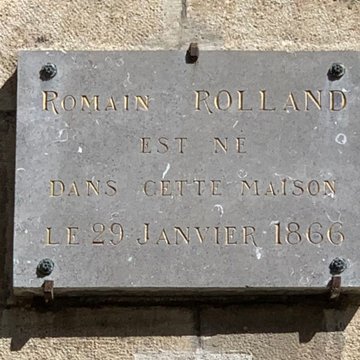 ROMAIN ROLLAND
EST NÉ
DANS CETTE MAISON
LE 29 JANVIER 1866